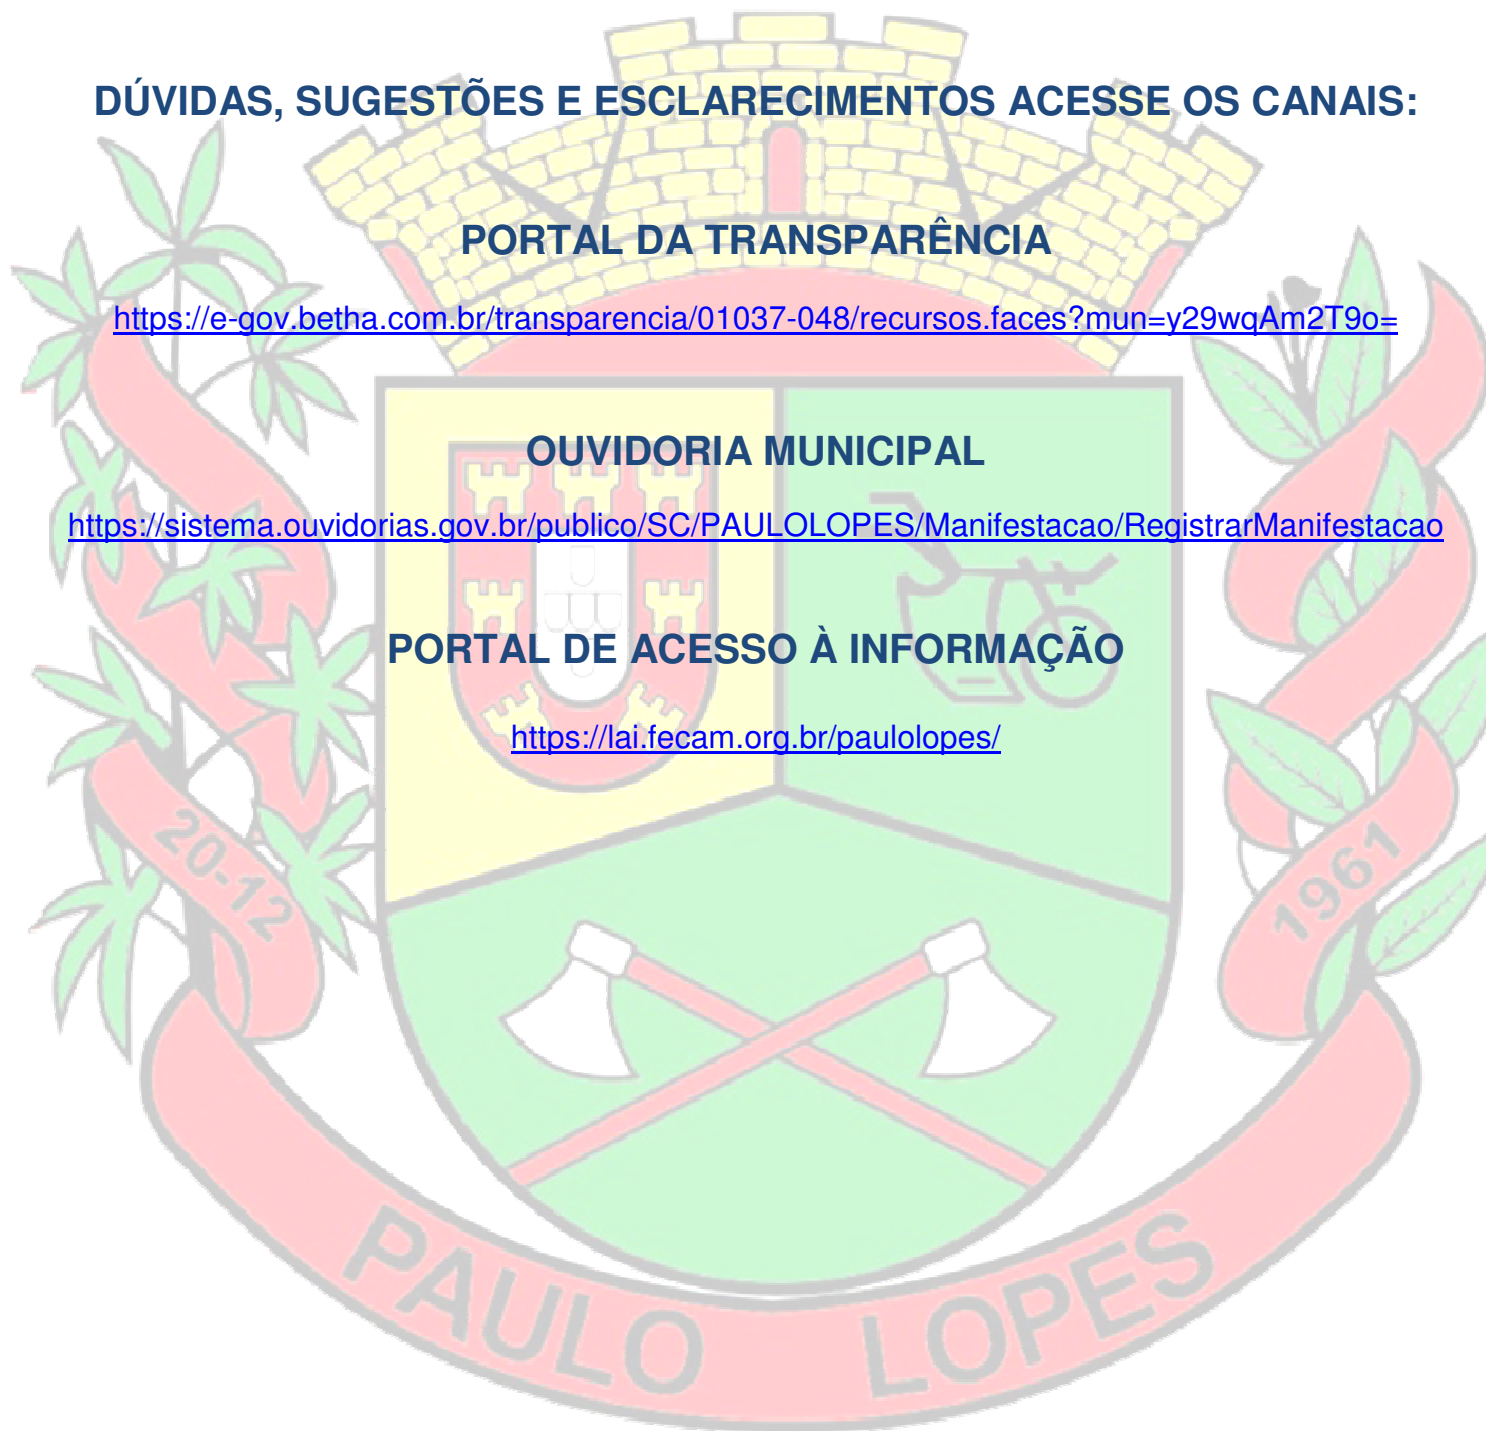 DÚVIDAS, SUGESTÕES E ESCLARECIMENTOS ACESSE OS CANAIS:
PORTAL DA TRANSPARÊNCIA
https://e-gov.betha.com.br/transparencia/01037-048/recursos.faces?mun=y29wqAm2T9o=
OUVIDORIA MUNICIPAL
https://sistema.ouvidorias.gov.br/publico/SC/PAULOLOPES/Manifestacao/RegistrarManifestacao
PORTAL DE ACESSO À INFORMAÇÃO
https://lai.fecam.org.br/paulolopes/
20-12
1961
PAULO LOPES